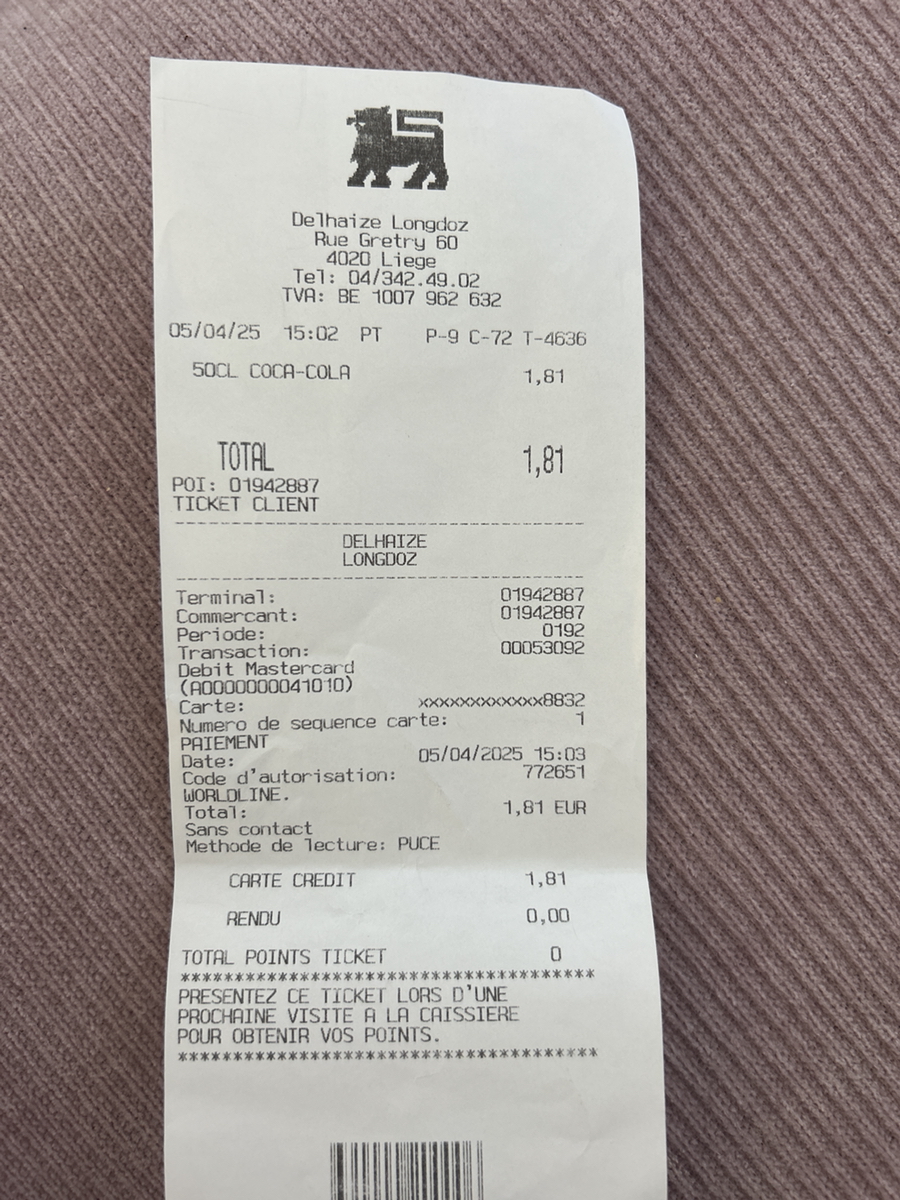 Delhaize Longdoz
Rue Gretry 60
4020 Liege
Tel: 04/342.49.02
TVA: BE 1007 962 632
05/04/25 15:02 PT P-9 C-72 T-4636
50CL COCA-COLA 1,81
TOTAL 1,81
POI: 01942887
TICKET CLIENT
DELHAIZE
LONGDOZ
Terminal: 01942887
Commercant: 01942887
Periode: 0192
Transaction: 00053092
Debit Mastercard
(A0000000041010)
Carte: xxxxxxxxxxxxx8832
Numero de sequence carte: 1
PAIEMENT
Date: 05/04/2025 15:03
Code d'autorisation: 772651
WORLDLINE.
Total: 1,81 EUR
Sans contact
Methode de lecture: PUCE
CARTE CREDIT 1,81
RENDU 0,00
TOTAL POINTS TICKET 0
****************************************
PRESENTEZ CE TICKET LORS D'UNE
PROCHAINE VISITE A LA CAISSIERE
POUR OBTENIR VOS POINTS.
****************************************